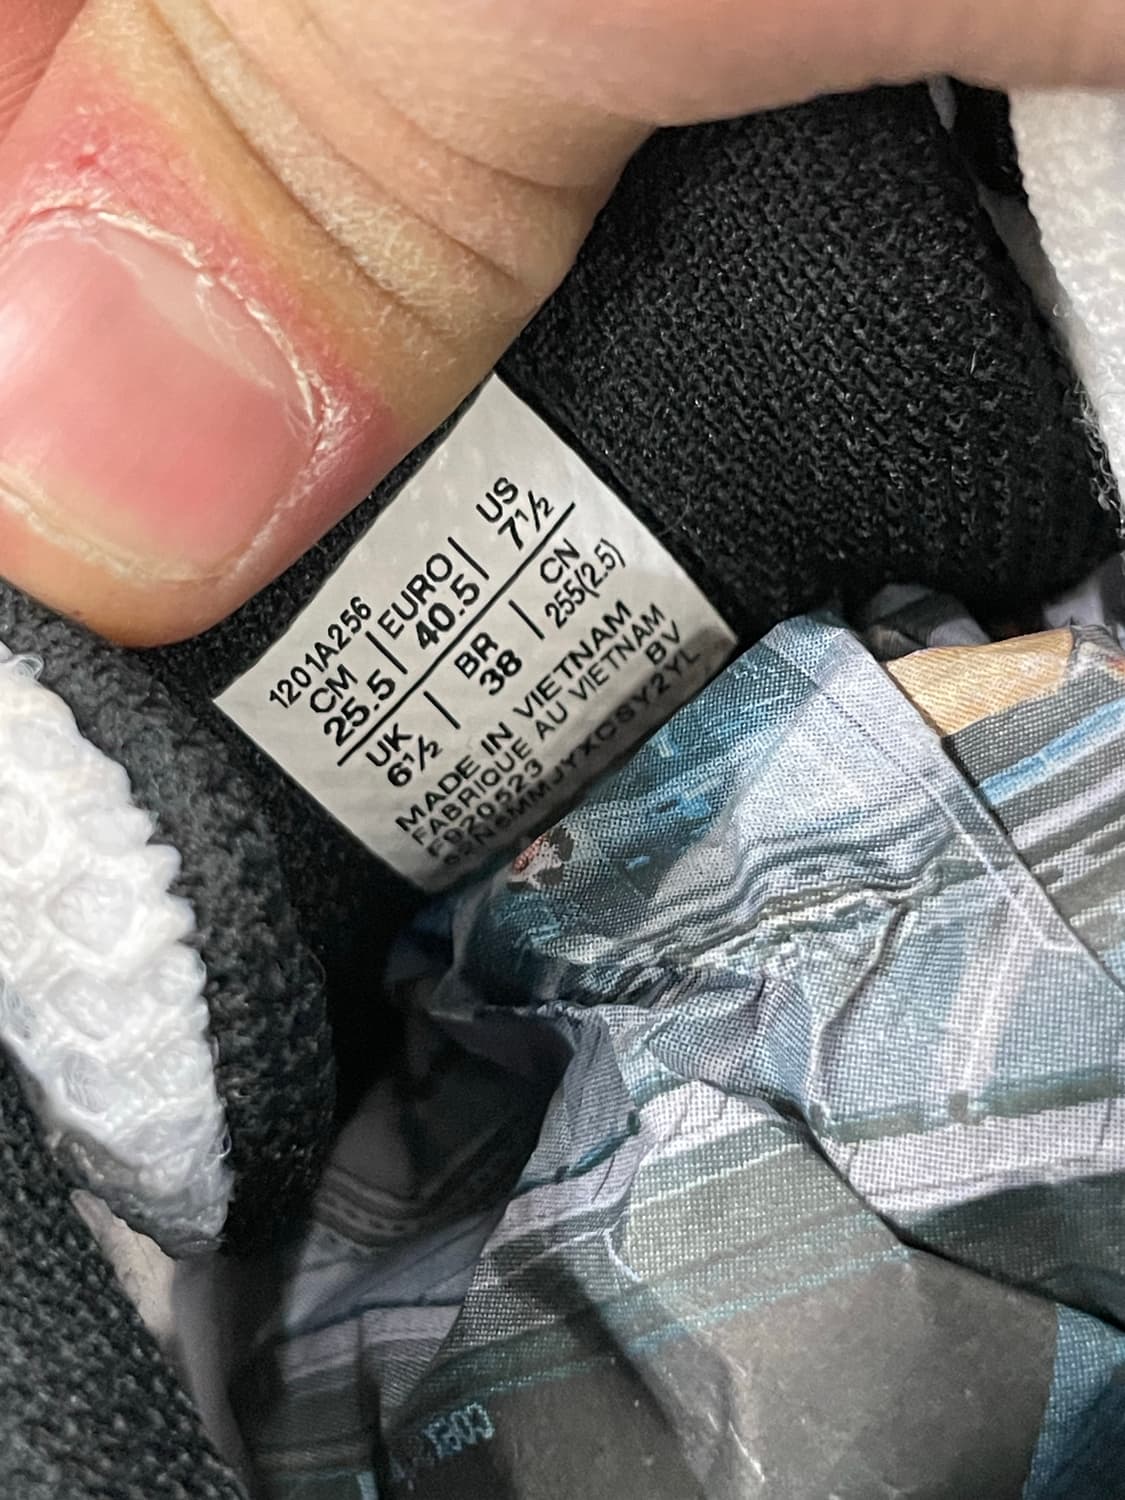 1201A256
CM | EURO | US
25.5 | 40.5 | 7½
UK | BR | CN
6½ | 38 | 255(2.5)
MADE IN VIETNAM
FABRIQUE AU VIETNAM
BV